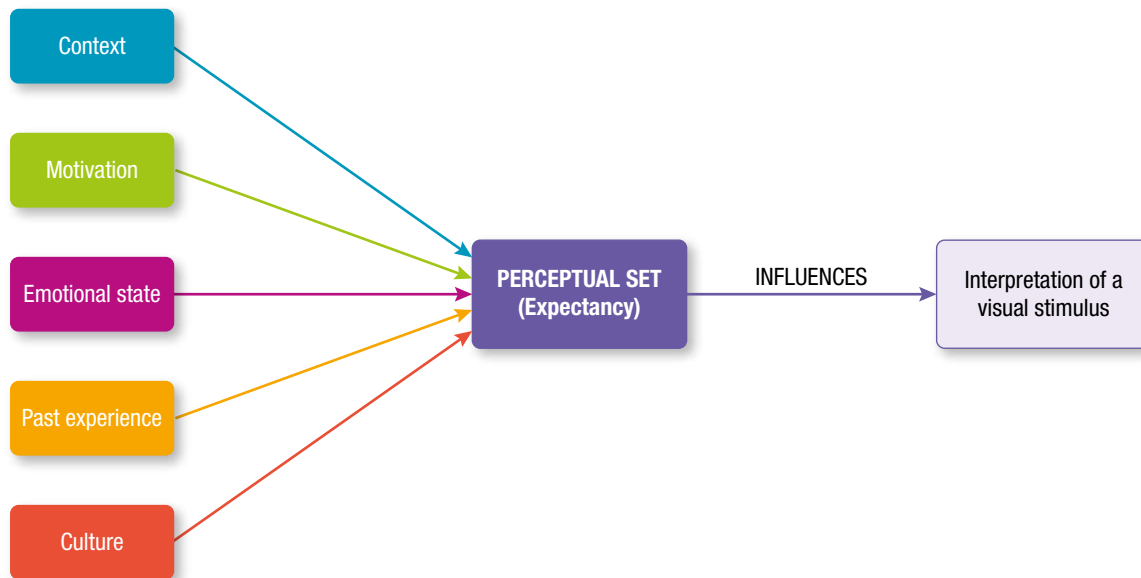 Context
Motivation
Emotional state
Past experience
Culture
PERCEPTUAL SET
(Expectancy)
INFLUENCES
Interpretation of a
visual stimulus